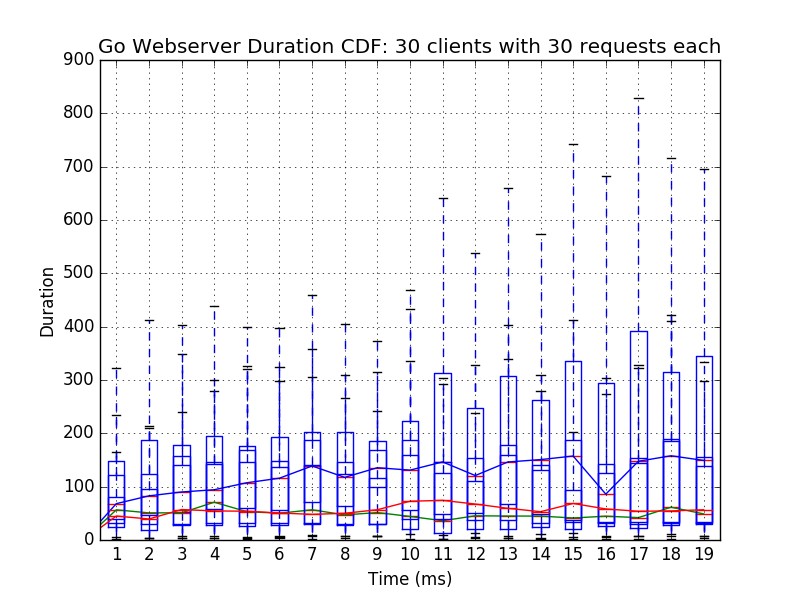 Go Webserver Duration CDF: 30 clients with 30 requests each
900
800
700
600
500
400
300
200
100
0
Duration
1 2 3 4 5 6 7 8 9 10 11 12 13 14 15 16 17 18 19
Time (ms)